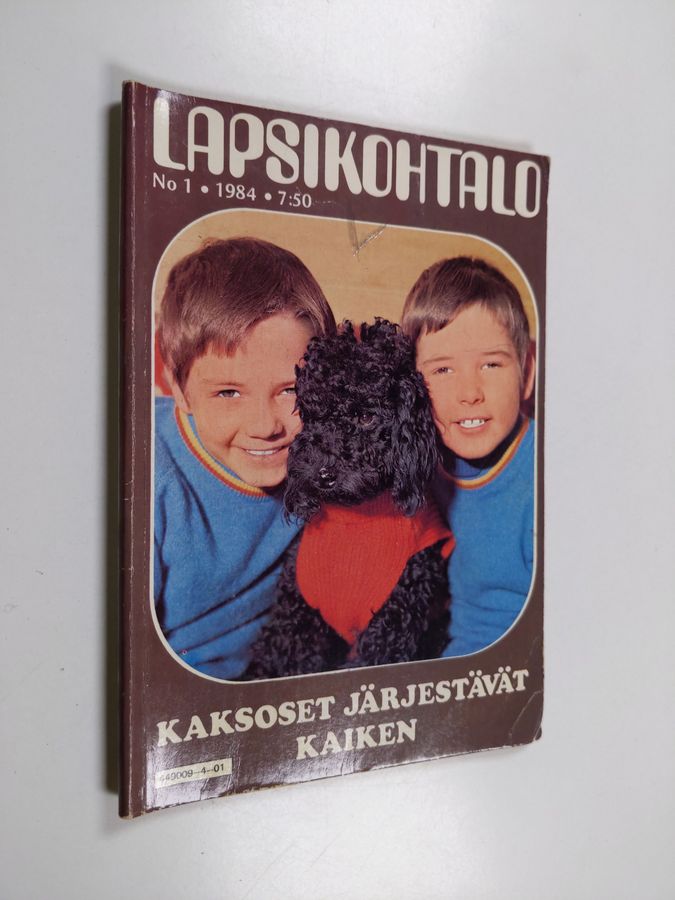 LAPSIKOHTALO
No 1 • 1984 • 7:50
KAKSOSET JÄRJESTÄVÄT
KAIKEN
449009-4-01